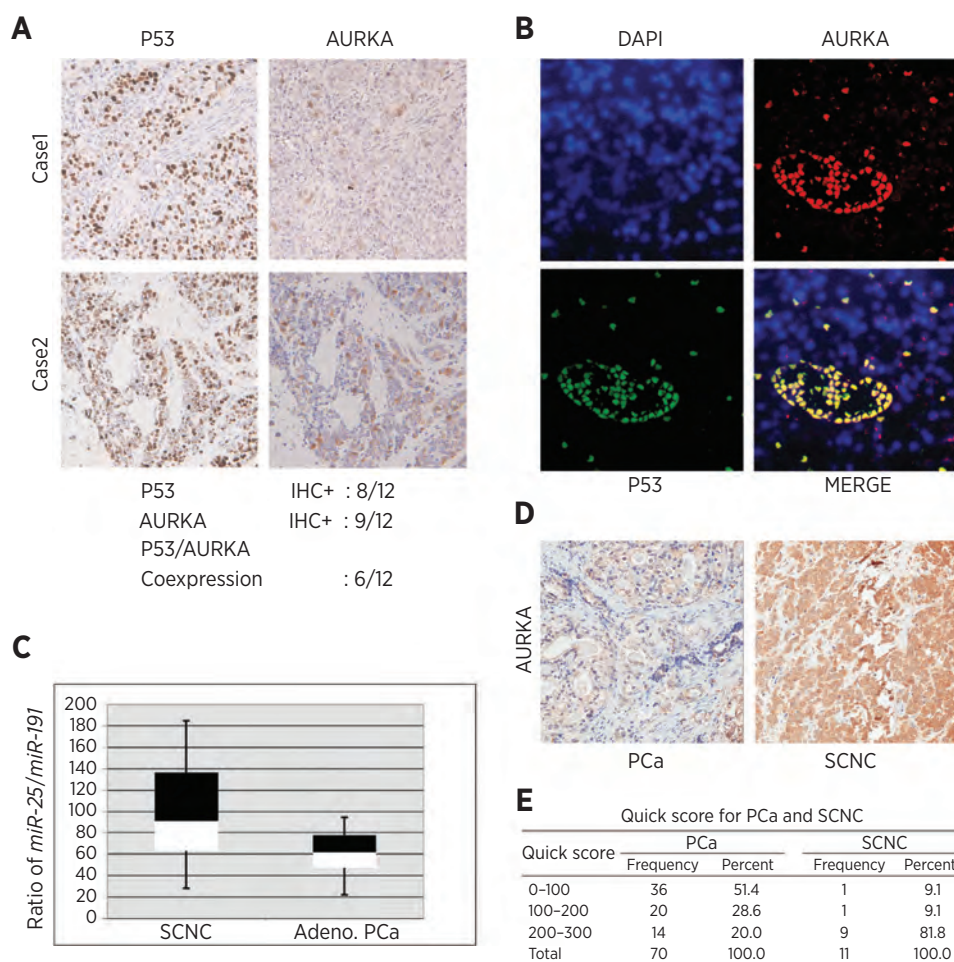 A
P53 AURKA
Case1
Case2
P53 IHC+ : 8/12
AURKA IHC+ : 9/12
P53/AURKA
Coexpression : 6/12
B
DAPI AURKA
P53 MERGE
C
Ratio of miR-25/miR-191
200
180
160
140
120
100
80
60
40
20
0
SCNC Adeno. PCa
D
AURKA
PCa SCNC
E
Quick score for PCa and SCNC
Quick score PCa SCNC
Frequency Percent Frequency Percent
0–100 36 51.4 1 9.1
100–200 20 28.6 1 9.1
200–300 14 20.0 9 81.8
Total 70 100.0 11 100.0